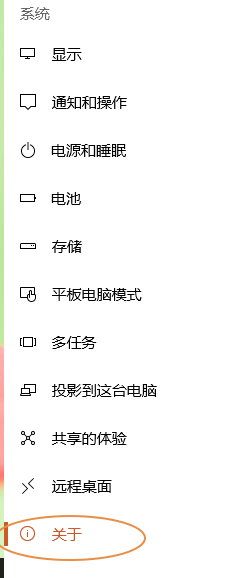 系统
显示
通知和操作
电源和睡眠
电池
存储
平板电脑模式
多任务
投影到这台电脑
共享的体验
远程桌面
关于